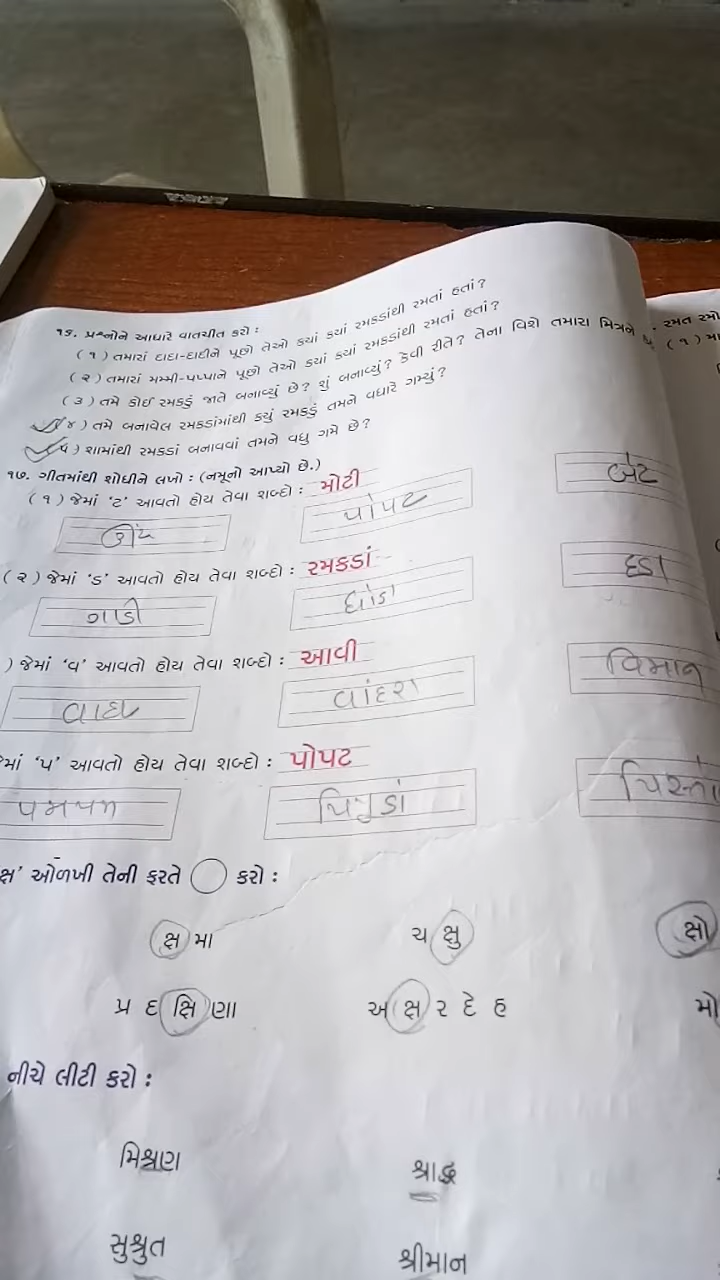 ૧૬. પ્રશ્નોને આધારે વાતચીત કરો :
(૧) તમારાં દાદા-દાદીને પૂછો તેઓ કયાં કયાં રમકડાંથી રમતાં હતાં?
(૨) તમારાં મમ્મી-પપ્પાને પૂછો તેઓ કયાં કયાં રમકડાંથી રમતાં હતાં?
(૩) તમે કોઈ રમકડું જાતે બનાવ્યું છે? શું બનાવ્યું? કેવી રીતે? તેના વિશે તમારા મિત્રને
૪) તમે બનાવેલ રમકડાંમાંથી કયું રમકડું તમને વધારે ગમ્યું?
૫) શામાંથી રમકડાં બનાવવાં તમને વધુ ગમે છે?
૧૭. ગીતમાંથી શોધીને લખો : (નમૂનો આપ્યો છે.)
(૧) જેમાં ‘ટ’ આવતો હોય તેવા શબ્દો : મોટી
ઊંટ પોપટ બેટ
(૨) જેમાં ‘ડ’ આવતો હોય તેવા શબ્દો : રમકડાં
ગાડી ઘોડા દડા
) જેમાં ‘વ’ આવતો હોય તેવા શબ્દો : આવી
વાઘ વાંદરા વિમાન
માં ‘પ’ આવતો હોય તેવા શબ્દો : પોપટ
પમપમ
ક્ષ’ ઓળખી તેની ફરતે ◯ કરો :
ક્ષમા ચક્ષુ ક્ષો
પ્રદક્ષિણા અક્ષરદેહ મો
નીચે લીટી કરો :
મિશ્રણ શ્રાદ્ધ
સુશ્રુત શ્રીમાન
- રમત રમો
(૧) મા